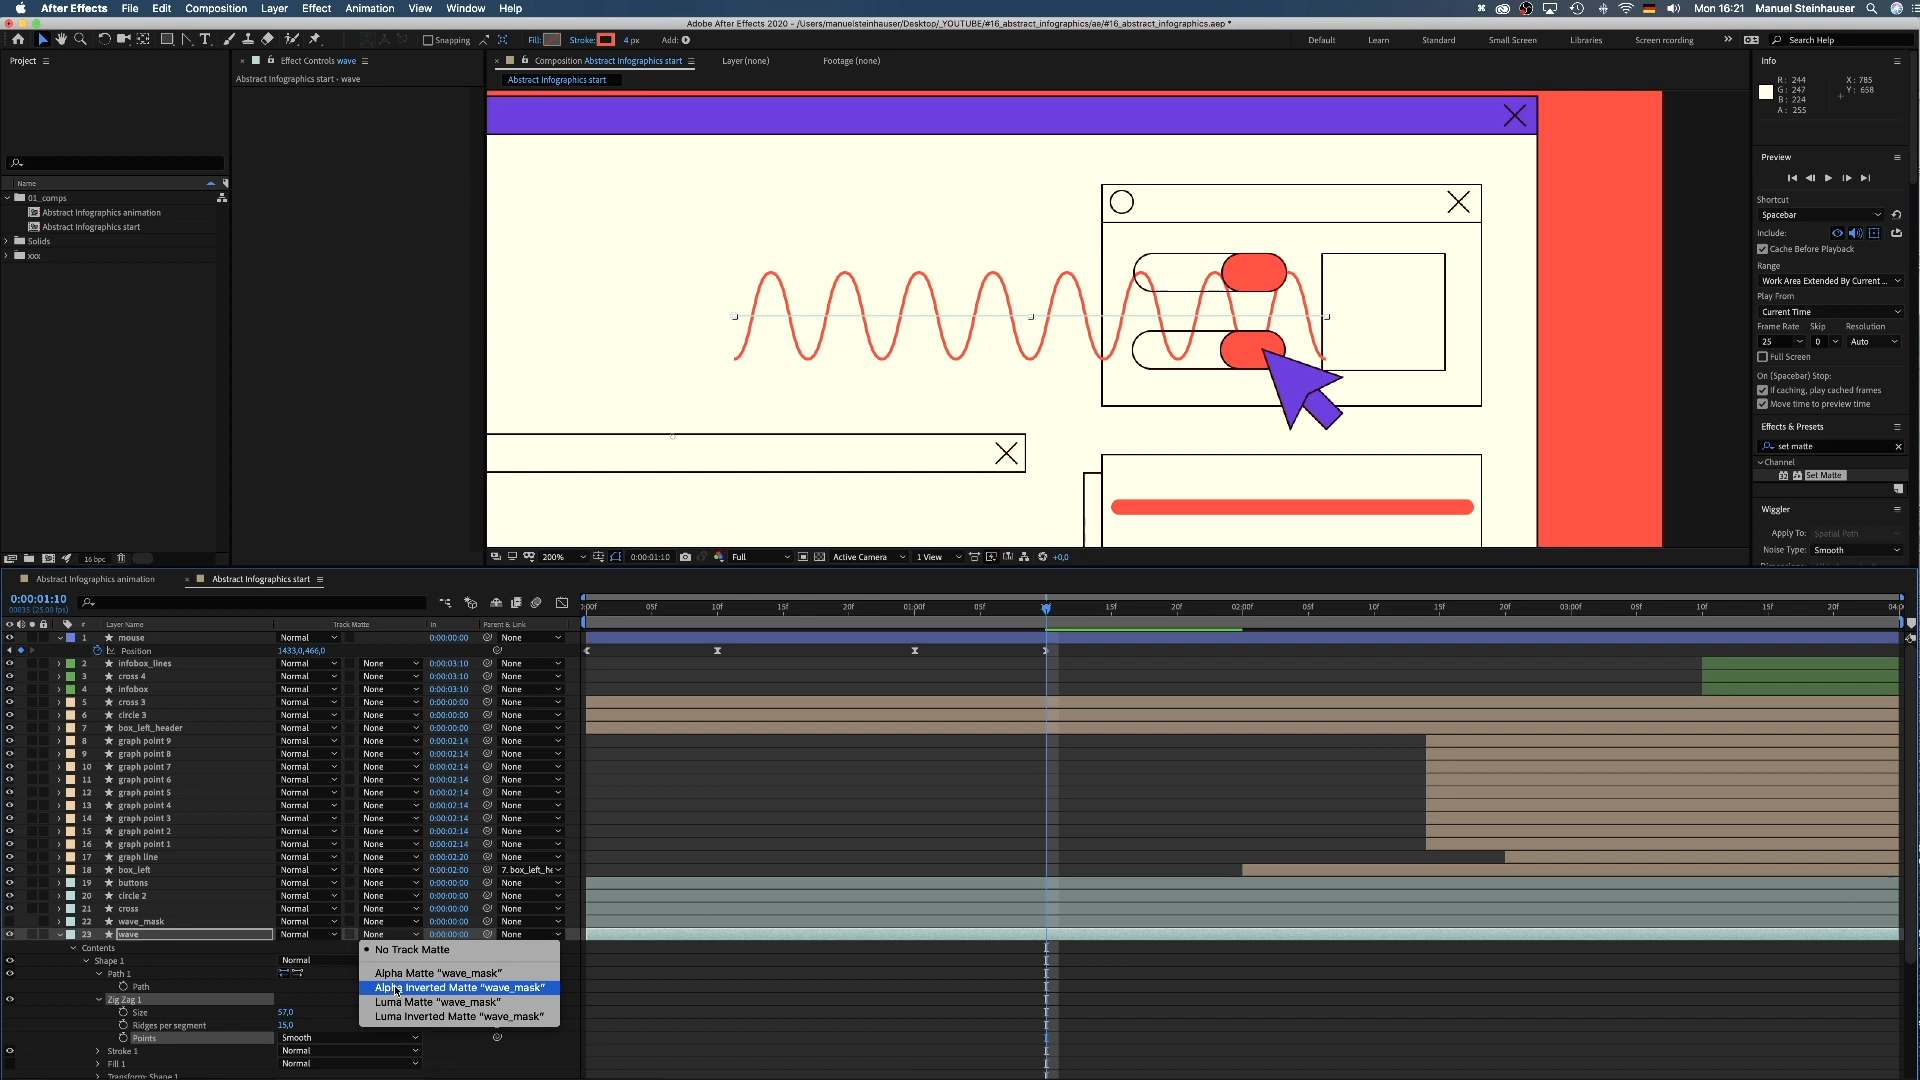 After Effects File Edit Composition Layer Effect Animation View Window Help Mon 16:21 Manuel Steinhauser
Adobe After Effects 2020 - /Users/manuelsteinhauser/Desktop/_YOUTUBE/#16_abstract_infographics/ae/#16_abstract_infographics.aep *
Snapping Fill: Stroke: 4 px Add: Default Learn Standard Small Screen Libraries Screen rcording Search Help
Project Effect Controls wave Composition Abstract Infographics start Layer (none) Footage (none) Info
Abstract Infographics start · wave Abstract Infographics start
R: 244 X: 785
G: 247 Y: 658
B: 224
A: 255
Preview
Shortcut
Spacebar
Include:
Cache Before Playback
Range
Work Area Extended By Current ...
Play From
Current Time
Frame Rate Skip Resolution
25 0 Auto
Full Screen
On (Spacebar) Stop:
If caching, play cached frames
Move time to preview time
Effects & Presets
set matte
Channel
32 Set Matte
Wiggler
Apply To: Spatial Path
Noise Type: Smooth
Name
01_comps
Abstract Infographics animation
Abstract Infographics start
Solids
xxx
16 bpc
200% 0:00:01:10 Full Active Camera 1 View +0,0
Abstract Infographics animation Abstract Infographics start
0:00:01:10
00035 (25.00 fps)
:00f 05f 10f 15f 20f 01:00f 05f 10f 15f 20f 02:00f 05f 10f 15f 20f 03:00f 05f 10f 15f 20f 04:0
# Layer Name Track Matte In Parent & Link
1 mouse Normal 0:00:00:00 None
Position 1433,0,466,0
2 infobox_lines Normal None 0:00:03:10 None
3 cross 4 Normal None 0:00:03:10 None
4 infobox Normal None 0:00:03:10 None
5 cross 3 Normal None 0:00:00:00 None
6 circle 3 Normal None 0:00:00:00 None
7 box_left_header Normal None 0:00:00:00 None
8 graph point 9 Normal None 0:00:02:14 None
9 graph point 8 Normal None 0:00:02:14 None
10 graph point 7 Normal None 0:00:02:14 None
11 graph point 6 Normal None 0:00:02:14 None
12 graph point 5 Normal None 0:00:02:14 None
13 graph point 4 Normal None 0:00:02:14 None
14 graph point 3 Normal None 0:00:02:14 None
15 graph point 2 Normal None 0:00:02:14 None
16 graph point 1 Normal None 0:00:02:14 None
17 graph line Normal None 0:00:02:20 None
18 box_left Normal None 0:00:02:00 7. box_left_he
19 buttons Normal None 0:00:00:00 None
20 circle 2 Normal None 0:00:00:00 None
21 cross Normal None 0:00:00:00 None
22 wave_mask Normal None 0:00:00:00 None
23 wave Normal None 0:00:00:00 None
Contents
Shape 1 Normal
Path 1
Path
Zig Zag 1
Size 57,0
Ridges per segment 15,0
Points Smooth
Stroke 1 Normal
Fill 1 Normal
Transform: Shape 1
No Track Matte
Alpha Matte "wave_mask"
Alpha Inverted Matte "wave_mask"
Luma Matte "wave_mask"
Luma Inverted Matte "wave_mask"